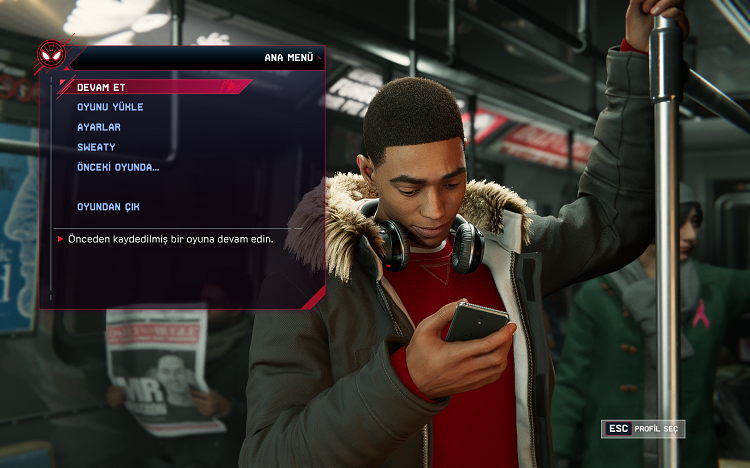 ANA MENÜ
DEVAM ET
OYUNU YÜKLE
AYARLAR
SWEATY
ÖNCEKİ OYUNDA...
OYUNDAN ÇIK
Önceden kaydedilmiş bir oyuna devam edin.
MR
ESC PROFİL SEÇ